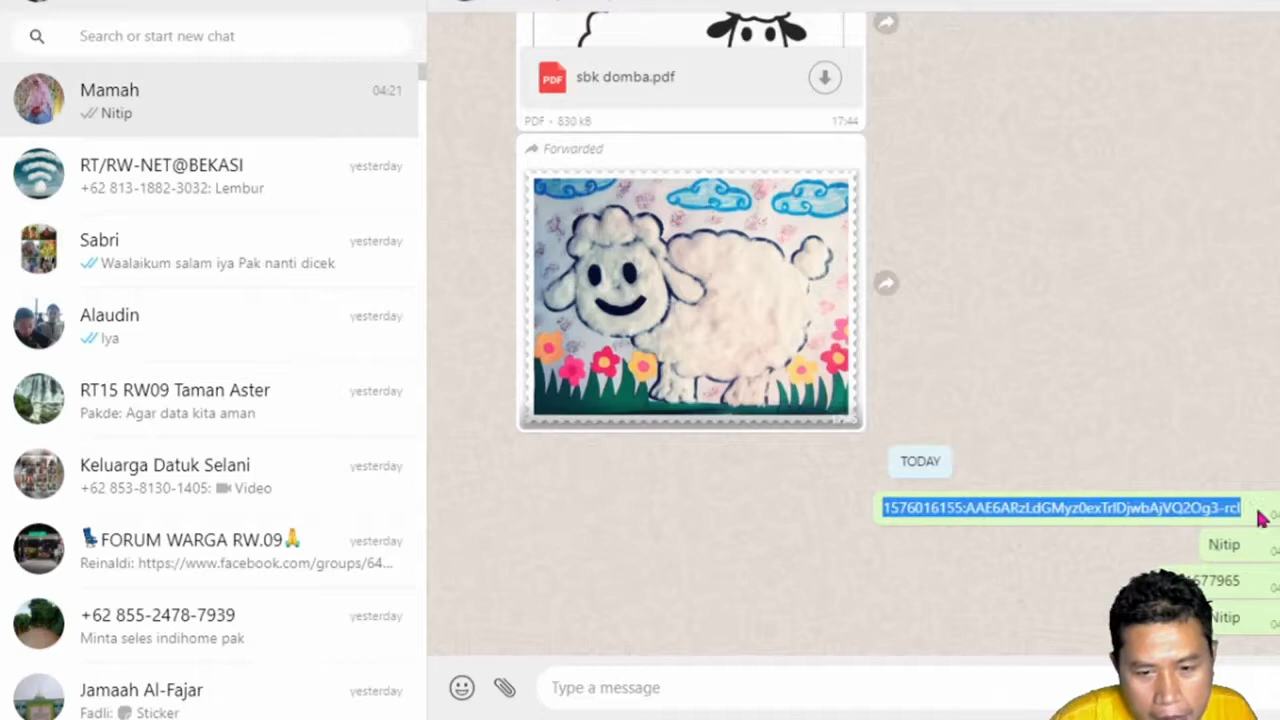 Search or start new chat
Mamah
04:21
Nitip
RT/RW-NET@BEKASI
yesterday
+62 813-1882-3032: Lembur
Sabri
yesterday
Waalaikum salam iya Pak nanti dicek
Alaudin
yesterday
Iya
RT15 RW09 Taman Aster
yesterday
Pakde: Agar data kita aman
Keluarga Datuk Selani
yesterday
+62 853-8130-1405: Video
FORUM WARGA RW.09
yesterday
Reinaldi: https://www.facebook.com/groups/64...
+62 855-2478-7939
yesterday
Minta seles indihome pak
Jamaah Al-Fajar
yesterday
Fadli: Sticker
PDF
sbk domba.pdf
PDF • 830 kB
17:44
Forwarded
TODAY
Nitip
Nitip
Type a message